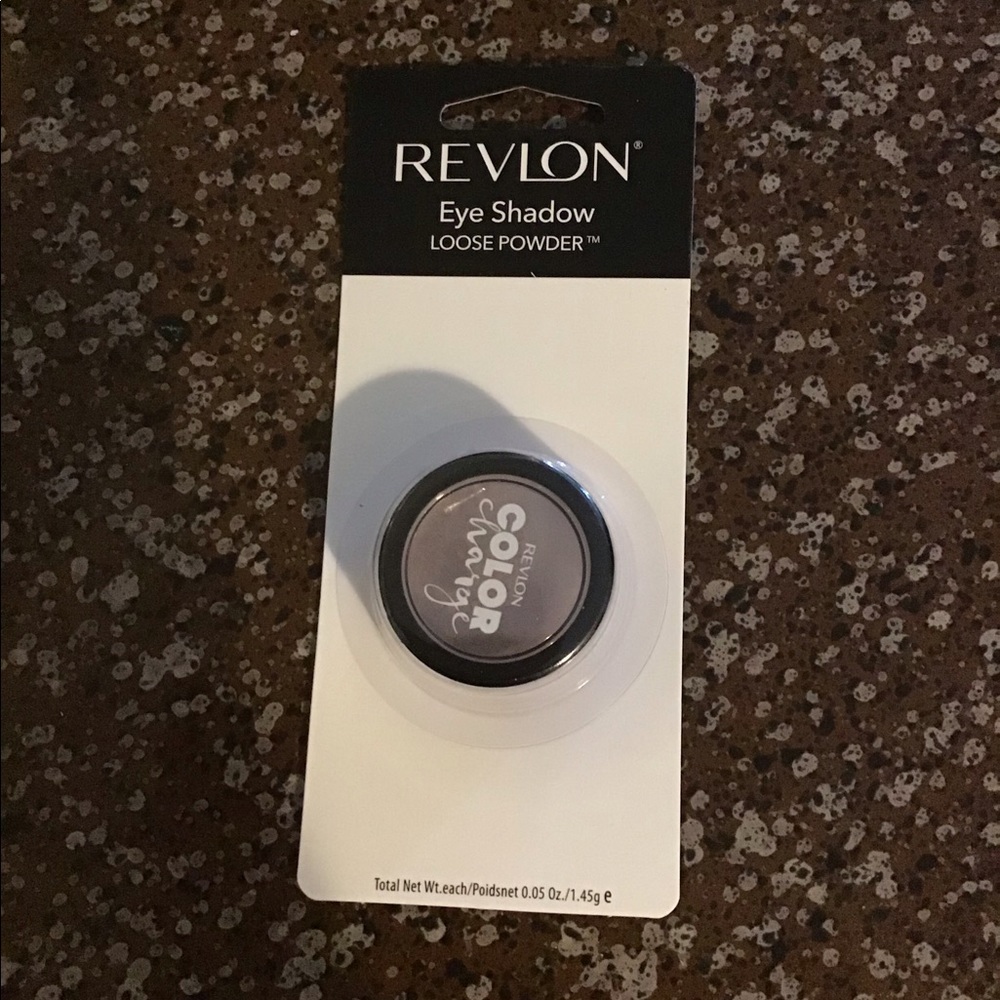 REVLON®
Eye Shadow
LOOSE POWDER™
REVLON
COLOR
charge
Total Net Wt.each/Poidsnet 0.05 Oz./1.45g e